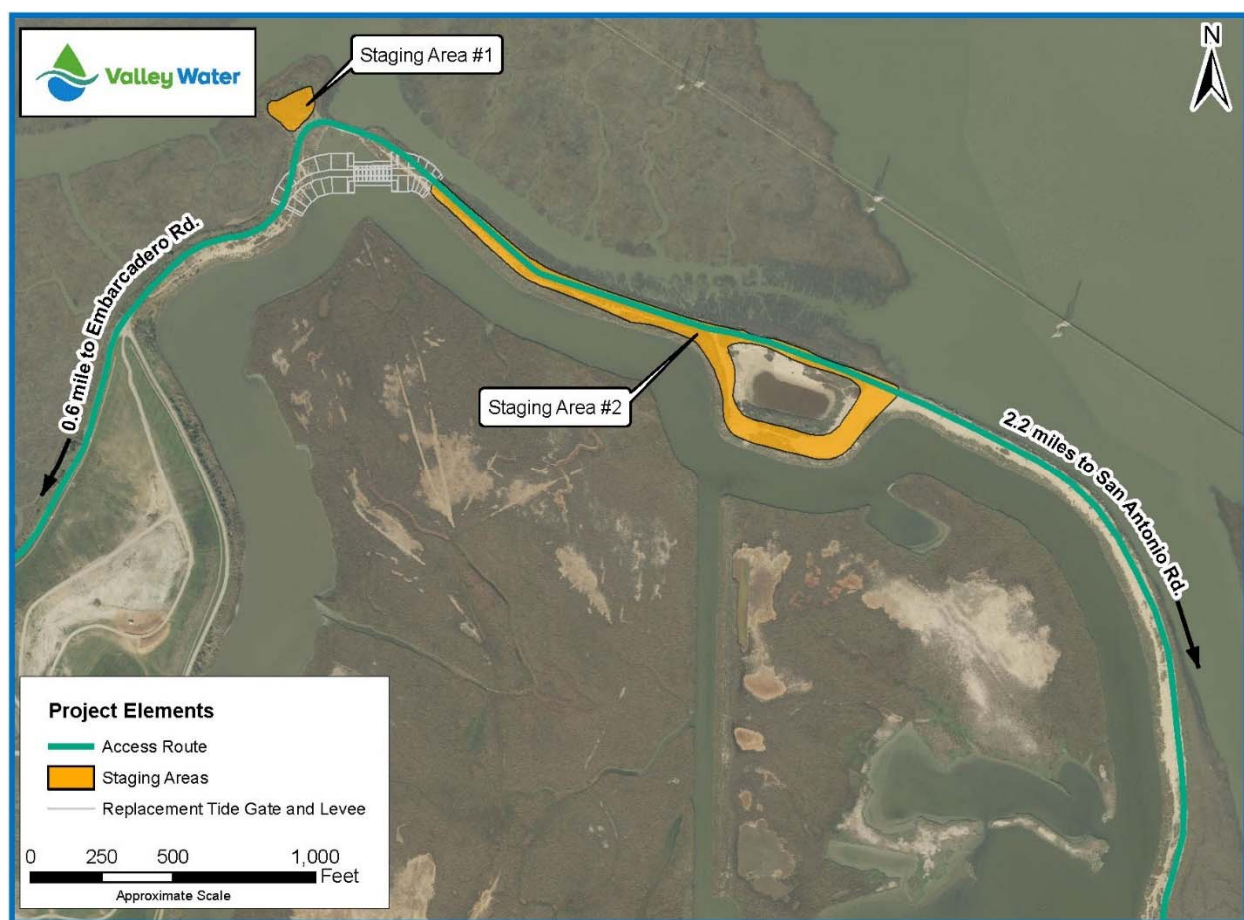 Valley Water
Staging Area #1
N
0.6 mile to Embarcadero Rd.
Staging Area #2
2.2 miles to San Antonio Rd.
Project Elements
Access Route
Staging Areas
Replacement Tide Gate and Levee
0 250 500 1,000
Feet
Approximate Scale